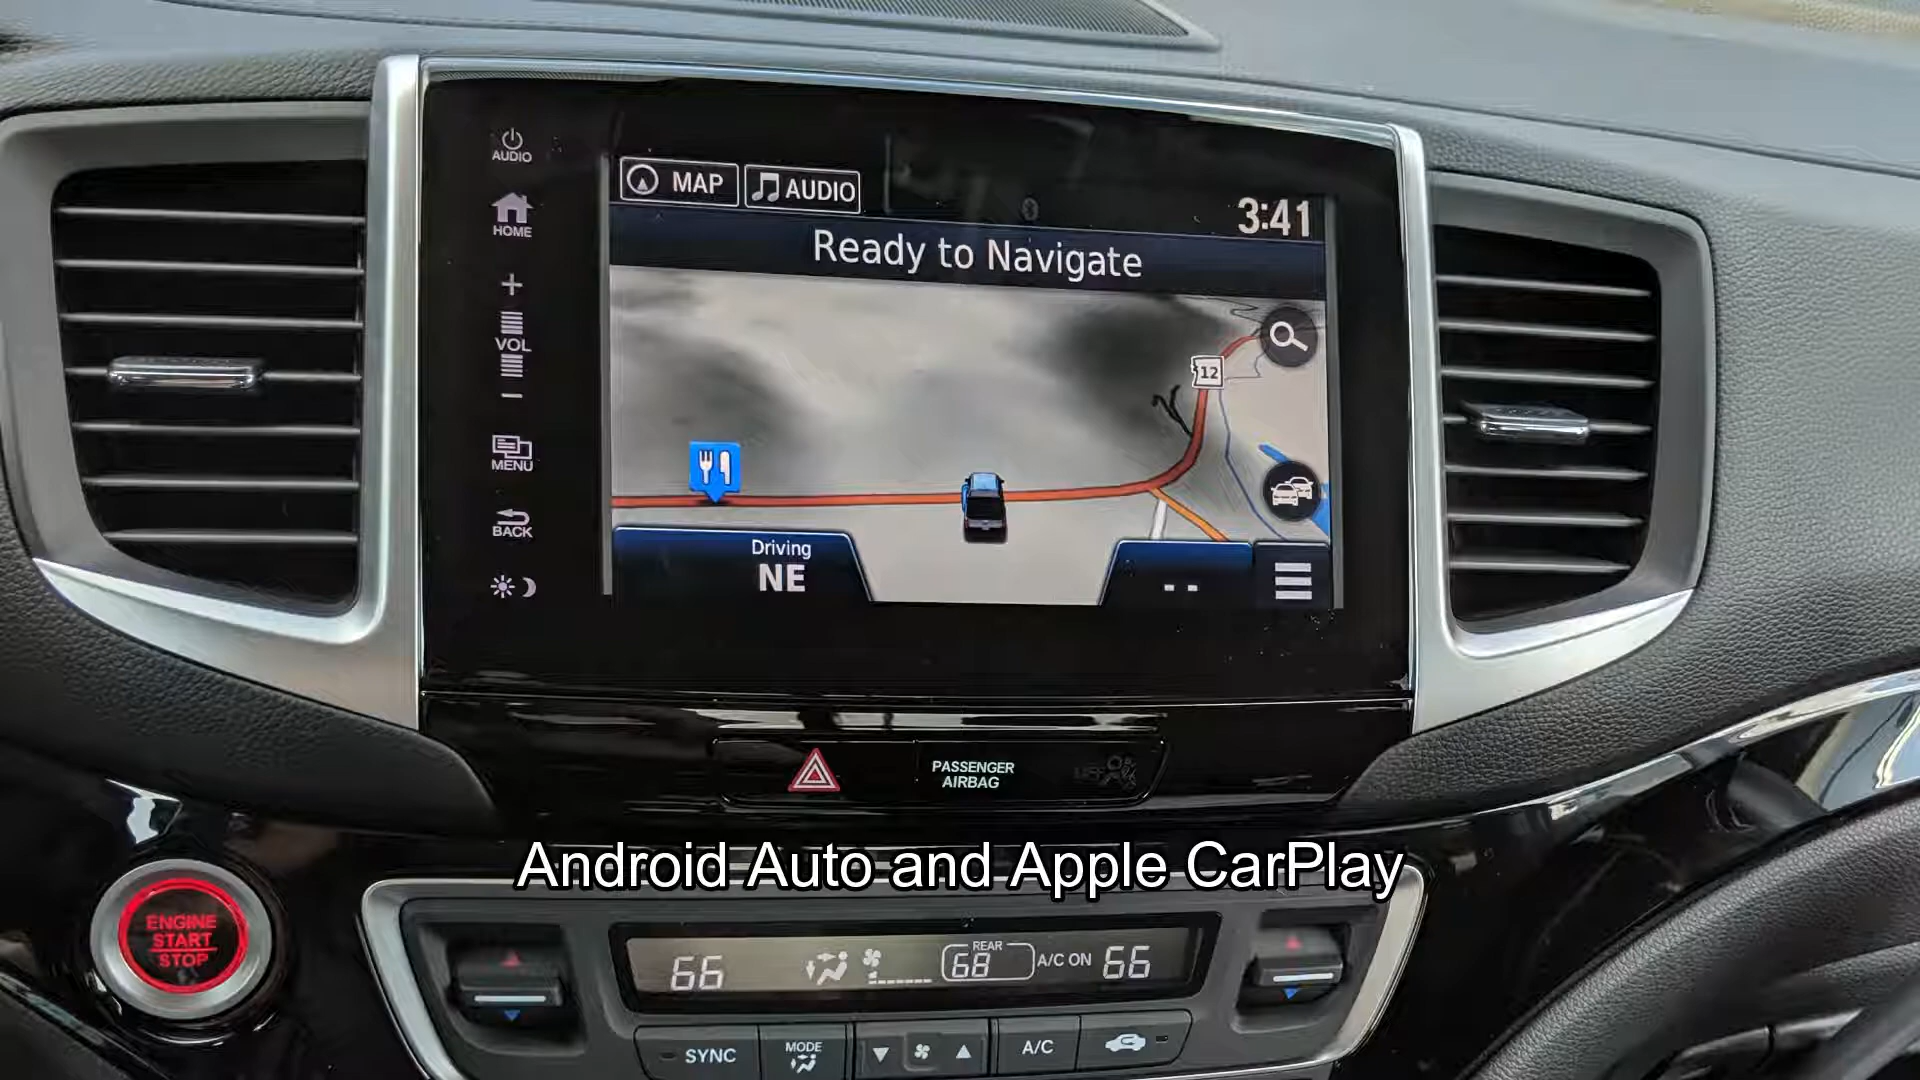 AUDIO
HOME
VOL
MENU
BACK
MAP
AUDIO
3:41
Ready to Navigate
12
Driving
NE
--
PASSENGER
AIRBAG
Android Auto and Apple CarPlay
ENGINE
START
STOP
66
REAR
68
A/C ON
66
SYNC
MODE
A/C